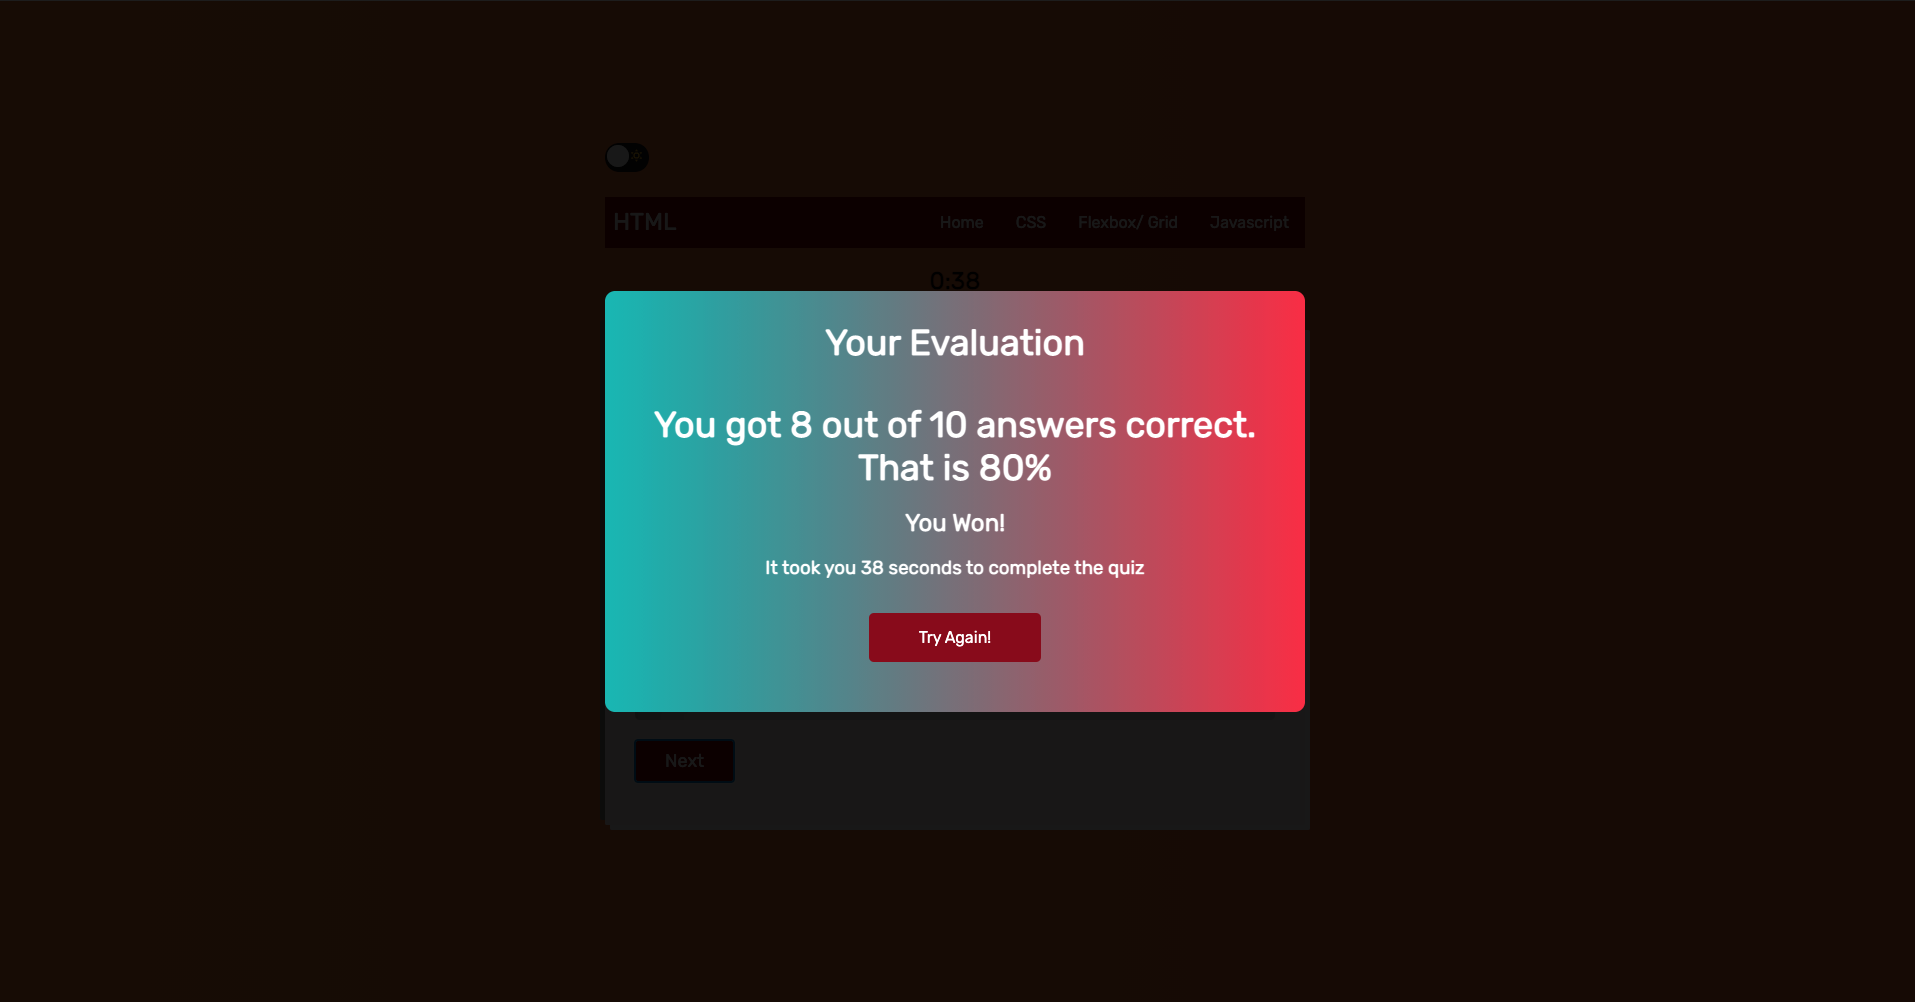 HTML Home CSS Flexbox/ Grid Javascript
0:38
Your Evaluation
You got 8 out of 10 answers correct.
That is 80%
You Won!
It took you 38 seconds to complete the quiz
Try Again!
Next